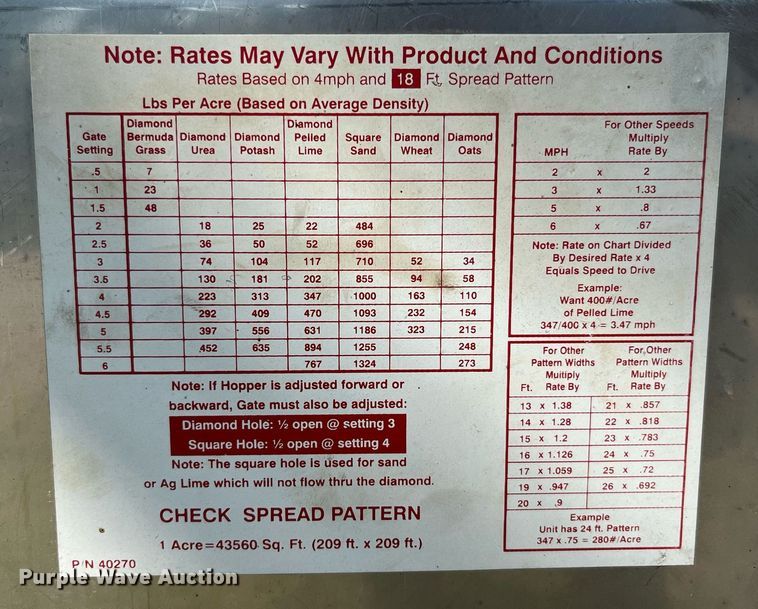 Note: Rates May Vary With Product And Conditions
Rates Based on 4mph and 18 Ft. Spread Pattern
Lbs Per Acre (Based on Average Density)
Gate Setting | Diamond Bermuda Grass | Diamond Urea | Diamond Potash | Diamond Pelled Lime | Square Sand | Diamond Wheat | Diamond Oats
.5 | 7
1 | 23
1.5 | 48
2 | | 18 | 25 | 22 | 484
2.5 | | 36 | 50 | 52 | 696
3 | | 74 | 104 | 117 | 710 | 52 | 34
3.5 | | 130 | 181 | 202 | 855 | 94 | 58
4 | | 223 | 313 | 347 | 1000 | 163 | 110
4.5 | | 292 | 409 | 470 | 1093 | 232 | 154
5 | | 397 | 556 | 631 | 1186 | 323 | 215
5.5 | | 452 | 635 | 894 | 1255 | | 248
6 | | | | 767 | 1324 | | 273
Note: If Hopper is adjusted forward or
backward, Gate must also be adjusted:
Diamond Hole: ½ open @ setting 3
Square Hole: ½ open @ setting 4
Note: The square hole is used for sand
or Ag Lime which will not flow thru the diamond.
CHECK SPREAD PATTERN
1 Acre=43560 Sq. Ft. (209 ft. x 209 ft.)
P/N 40270
For Other Speeds
Multiply
MPH Rate By
2 x 2
3 x 1.33
5 x .8
6 x .67
Note: Rate on Chart Divided
By Desired Rate x 4
Equals Speed to Drive
Example:
Want 400#/Acre
of Pelled Lime
347/400 x 4 = 3.47 mph
For Other
Pattern Widths
Multiply
Ft. Rate By
13 x 1.38
14 x 1.28
15 x 1.2
16 x 1.126
17 x 1.059
19 x .947
20 x .9
For Other
Pattern Widths
Multiply
Ft. Rate By
21 x .857
22 x .818
23 x .783
24 x .75
25 x .72
26 x .692
Example
Unit has 24 ft. Pattern
347 x .75 = 280#/Acre
Purple Wave Auction